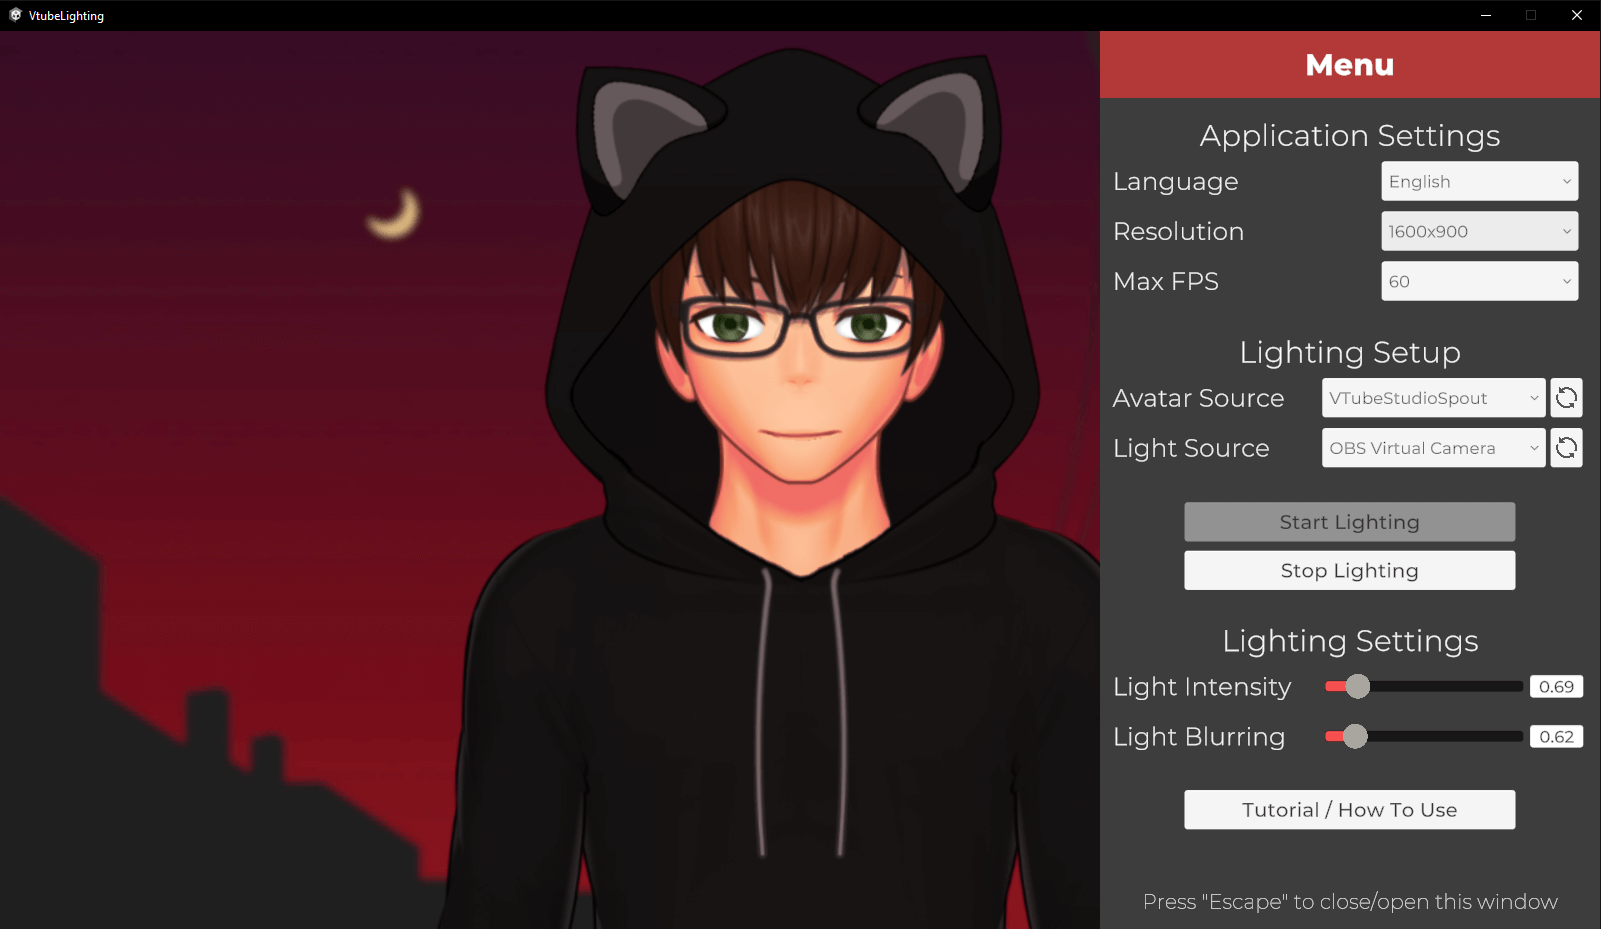 VtubeLighting
Menu
Application Settings
Language English
Resolution 1600x900
Max FPS 60
Lighting Setup
Avatar Source VTubeStudioSpout
Light Source OBS Virtual Camera
Start Lighting
Stop Lighting
Lighting Settings
Light Intensity 0.69
Light Blurring 0.62
Tutorial / How To Use
Press "Escape" to close/open this window